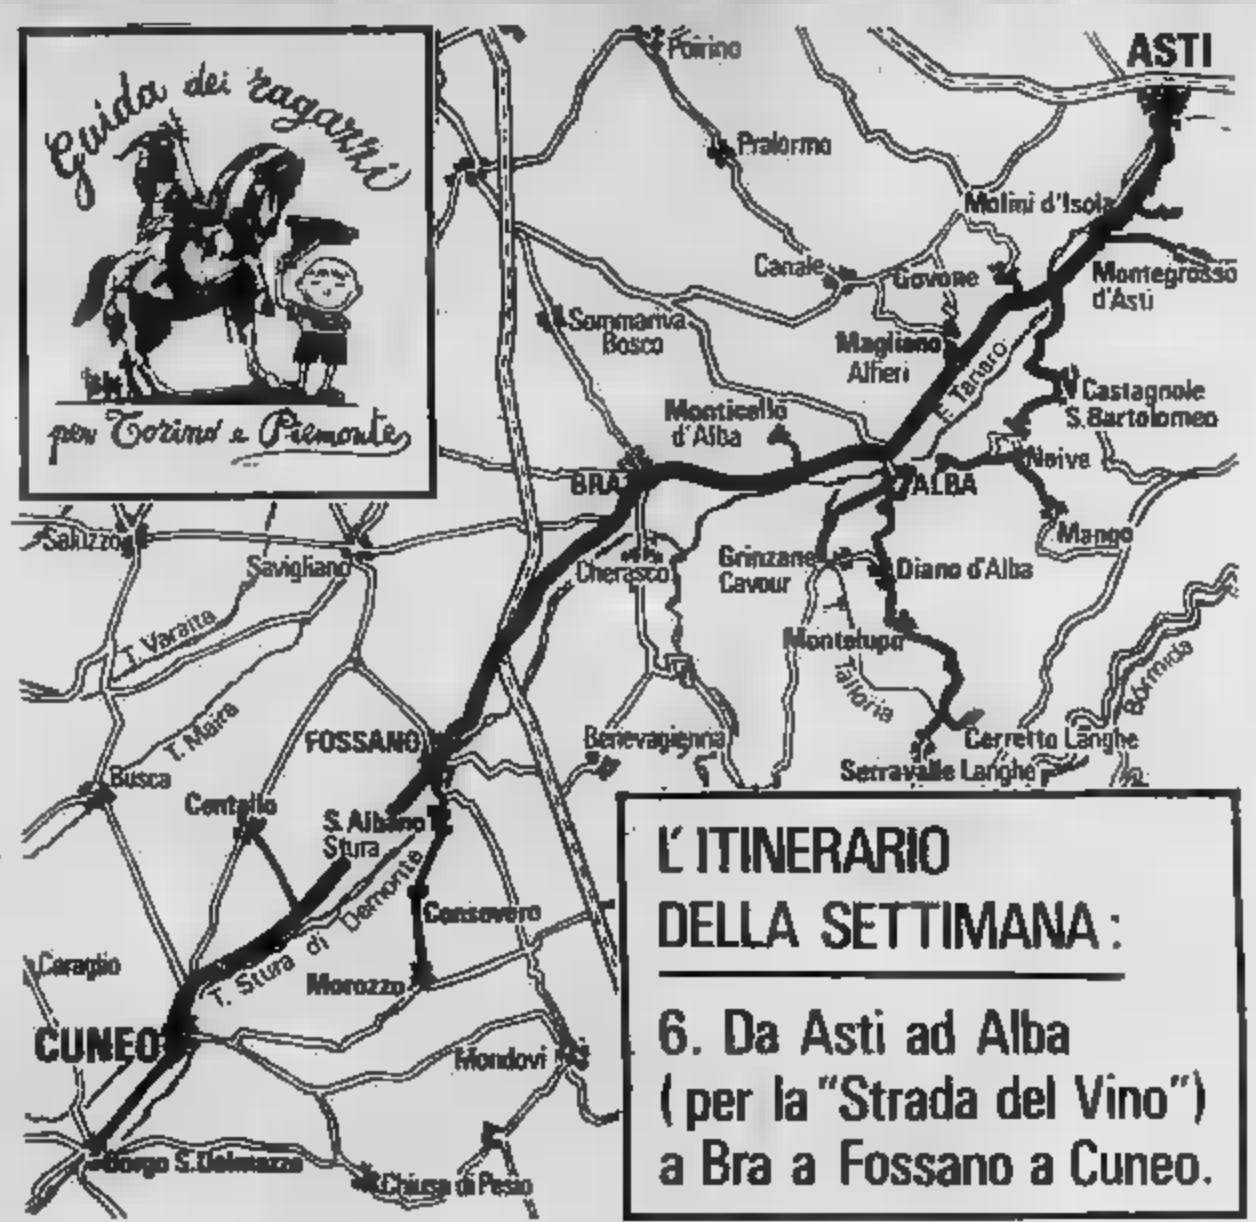 Guida dei ragazzi
per Torino e Piemonte
Poirino
ASTI
Pralormo
Molini d'Isola
Canale
Govone
Montegrosso
d'Asti
Sommariva
Bosco
Magliano
Alfieri
F. Tanaro
Castagnole
S. Bartolomeo
Monticello
d'Alba
BRA
ALBA
Neive
Mango
Saluzzo
Savigliano
Cherasco
Grinzane
Cavour
Diano d'Alba
T. Varaita
Montelupo
Talloria
Bormida
T. Maira
FOSSANO
Benevagienna
Cerretto Langhe
Serravalle Langhe
Busca
Centallo
S. Albano
Stura
T. Stura di Demonte
Consovero
Caraglio
Morozzo
CUNEO
Mondovì
Borgo S. Dalmazzo
Chiusa di Pesio
L'ITINERARIO
DELLA SETTIMANA:
6. Da Asti ad Alba
(per la "Strada del Vino")
a Bra a Fossano a Cuneo.